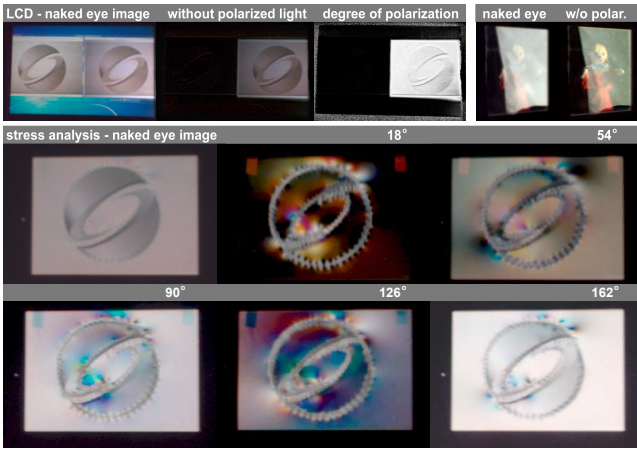 LCD - naked eye image
without polarized light
degree of polarization
naked eye
w/o polar.
stress analysis - naked eye image
18°
54°
90°
126°
162°